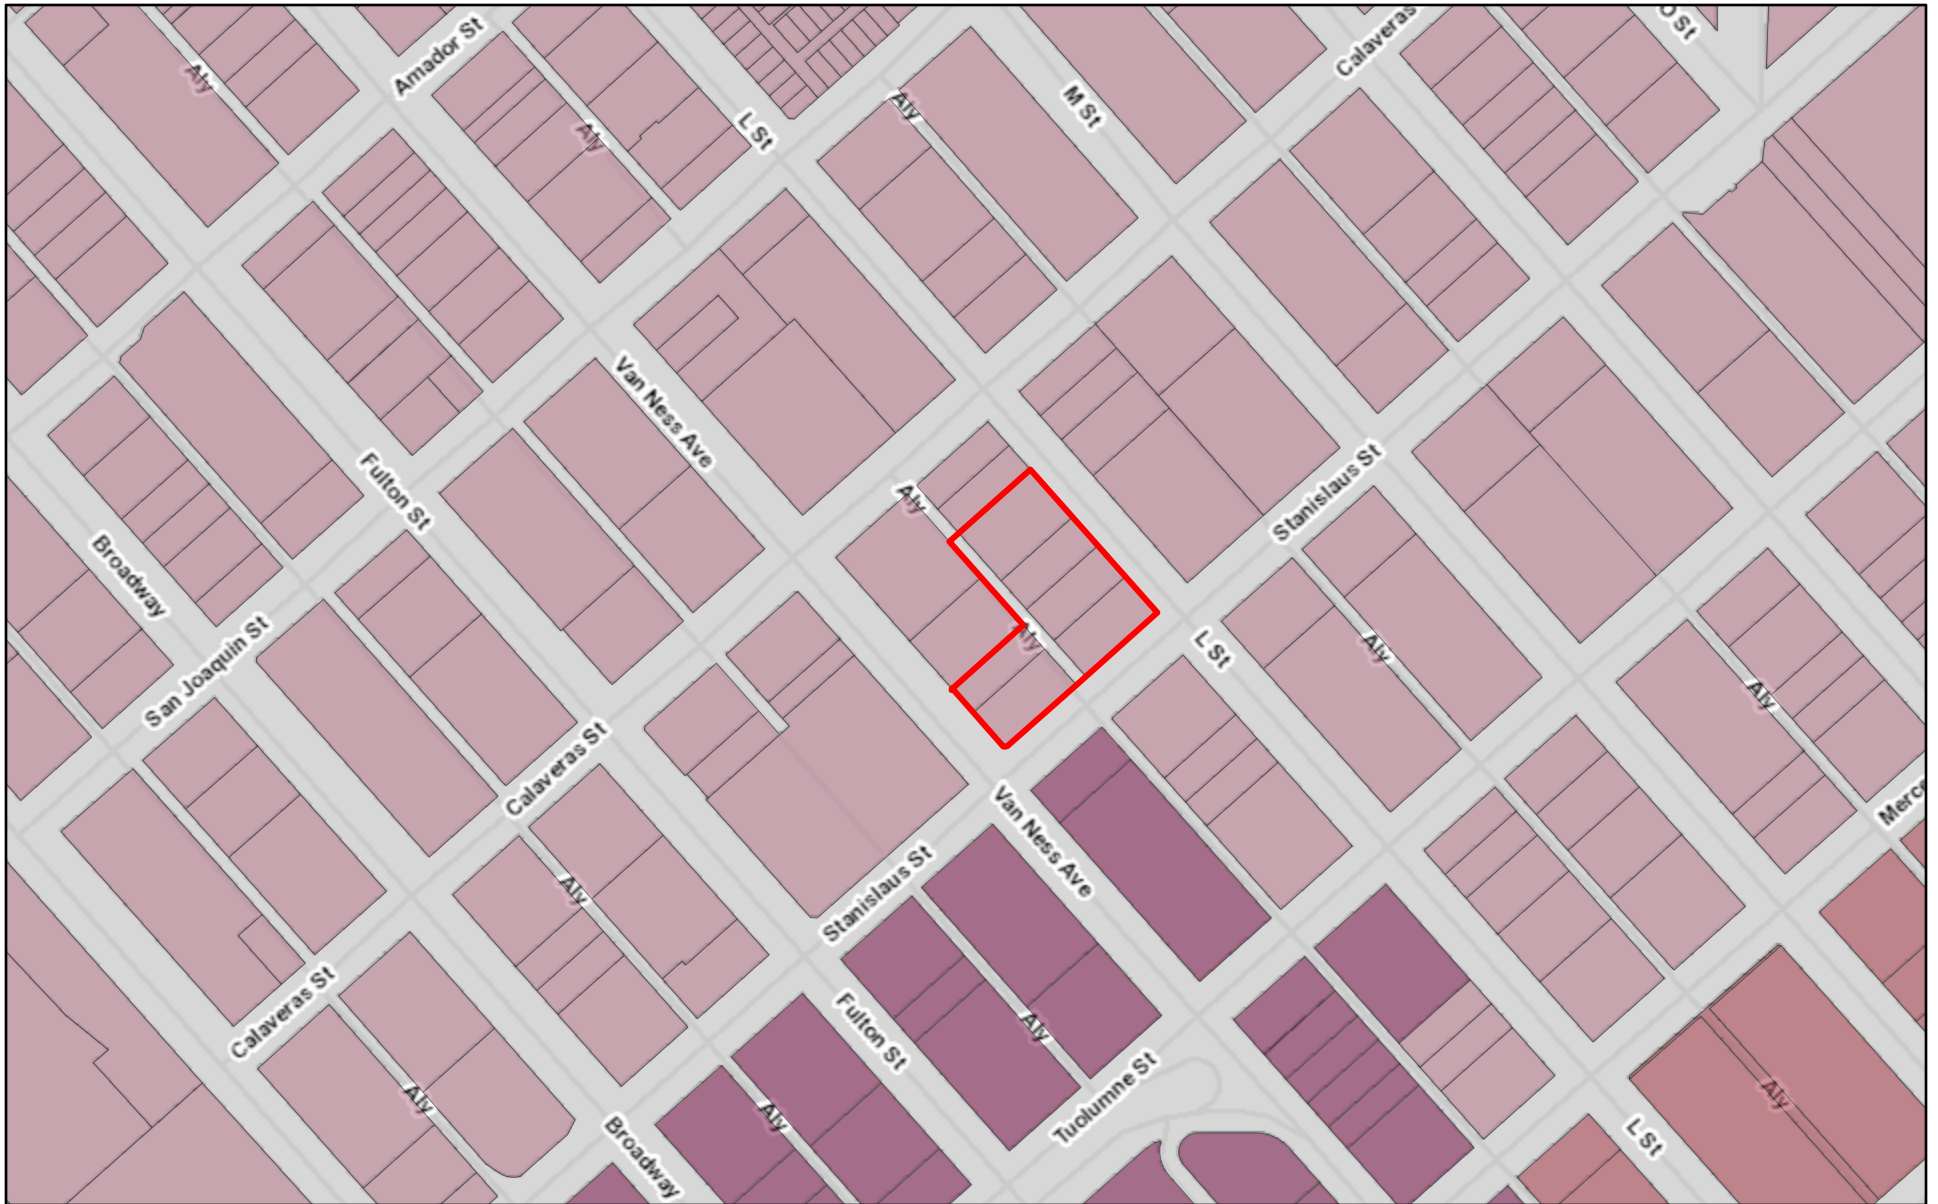 O St
Calaveras
Amador St
Aly
Aly
M St
L St
Aly
Van Ness Ave
Fulton St
Aly
Stanislaus St
Broadway
San Joaquin St
Aly
L St
Aly
Aly
Calaveras St
Van Ness Ave
Merc
Stanislaus St
Aly
Calaveras St
Fulton St
Aly
Tuolumne St
Aly
Aly
Aly
Broadway
L St